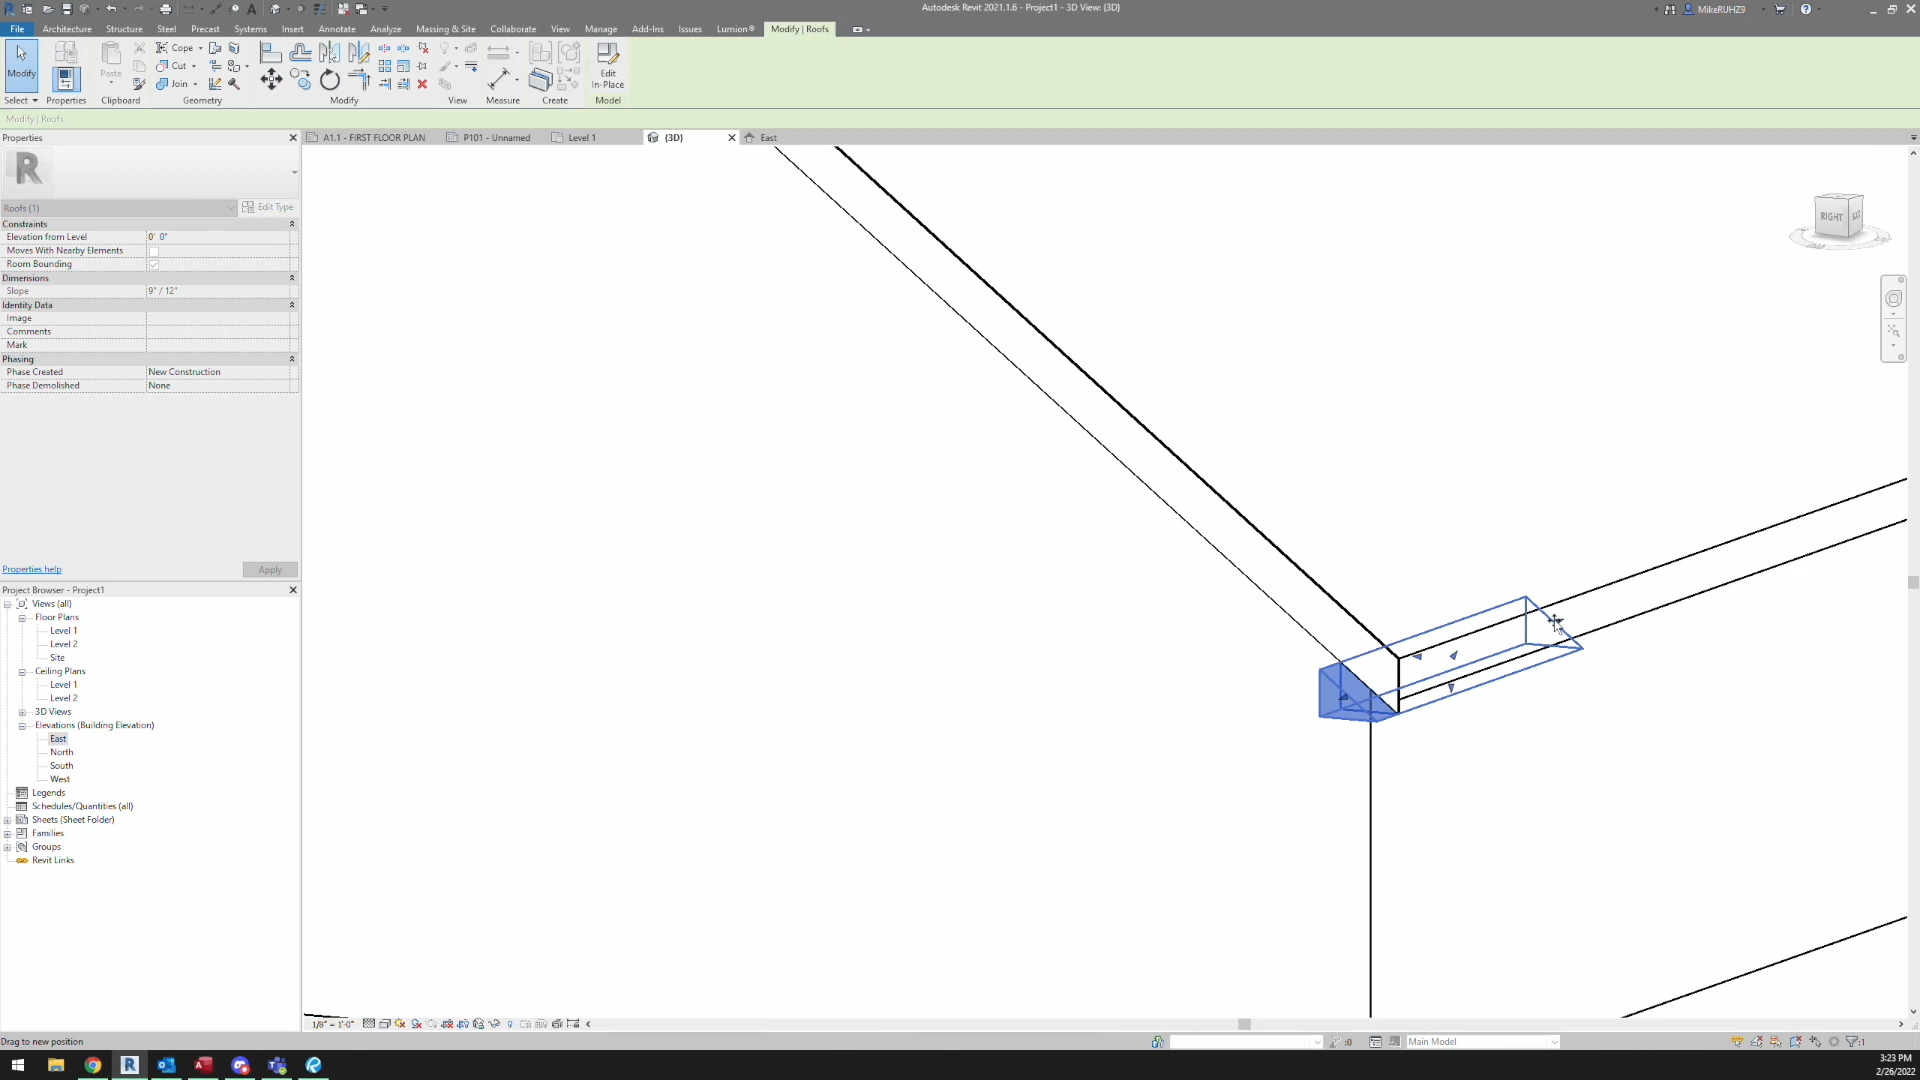 Autodesk Revit 2021.1.6 - Project1 - 3D View: {3D}
MikeRUHZ9
File Architecture Structure Steel Precast Systems Insert Annotate Analyze Massing & Site Collaborate View Manage Add-Ins Issues Lumion® Modify | Roofs
Modify
Paste
Cope
Cut
Join
Edit
In-Place
Select Properties Clipboard Geometry Modify View Measure Create Model
Modify | Roofs
Properties
A1.1 - FIRST FLOOR PLAN
P101 - Unnamed
Level 1
{3D}
East
R
Roofs (1)
Edit Type
Constraints
Elevation from Level 0' 0"
Moves With Nearby Elements
Room Bounding
Dimensions
Slope 9" / 12"
Identity Data
Image
Comments
Mark
Phasing
Phase Created New Construction
Phase Demolished None
Properties help
Apply
RIGHT
Project Browser - Project1
Views (all)
Floor Plans
Level 1
Level 2
Site
Ceiling Plans
Level 1
Level 2
3D Views
Elevations (Building Elevation)
East
North
South
West
Legends
Schedules/Quantities (all)
Sheets (Sheet Folder)
Families
Groups
Revit Links
1/8" = 1'-0"
Drag to new position
:0
Main Model
:1
3:23 PM
2/26/2022